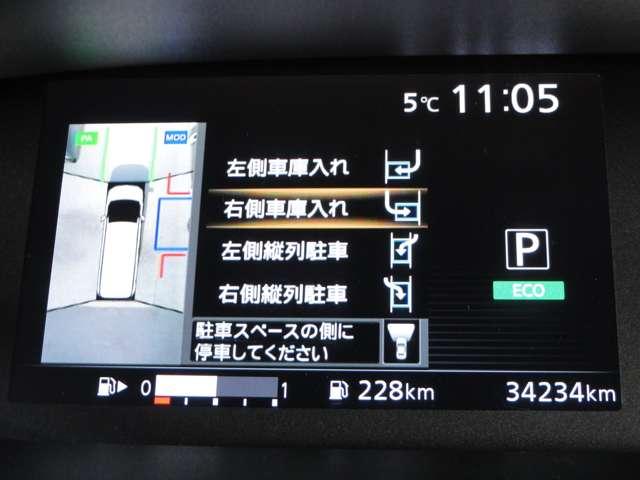 5℃ 11:05
PA MOD
左側車庫入れ
右側車庫入れ
左側縦列駐車
右側縦列駐車
P
ECO
駐車スペースの側に
停車してください
0 1 228km 34234km